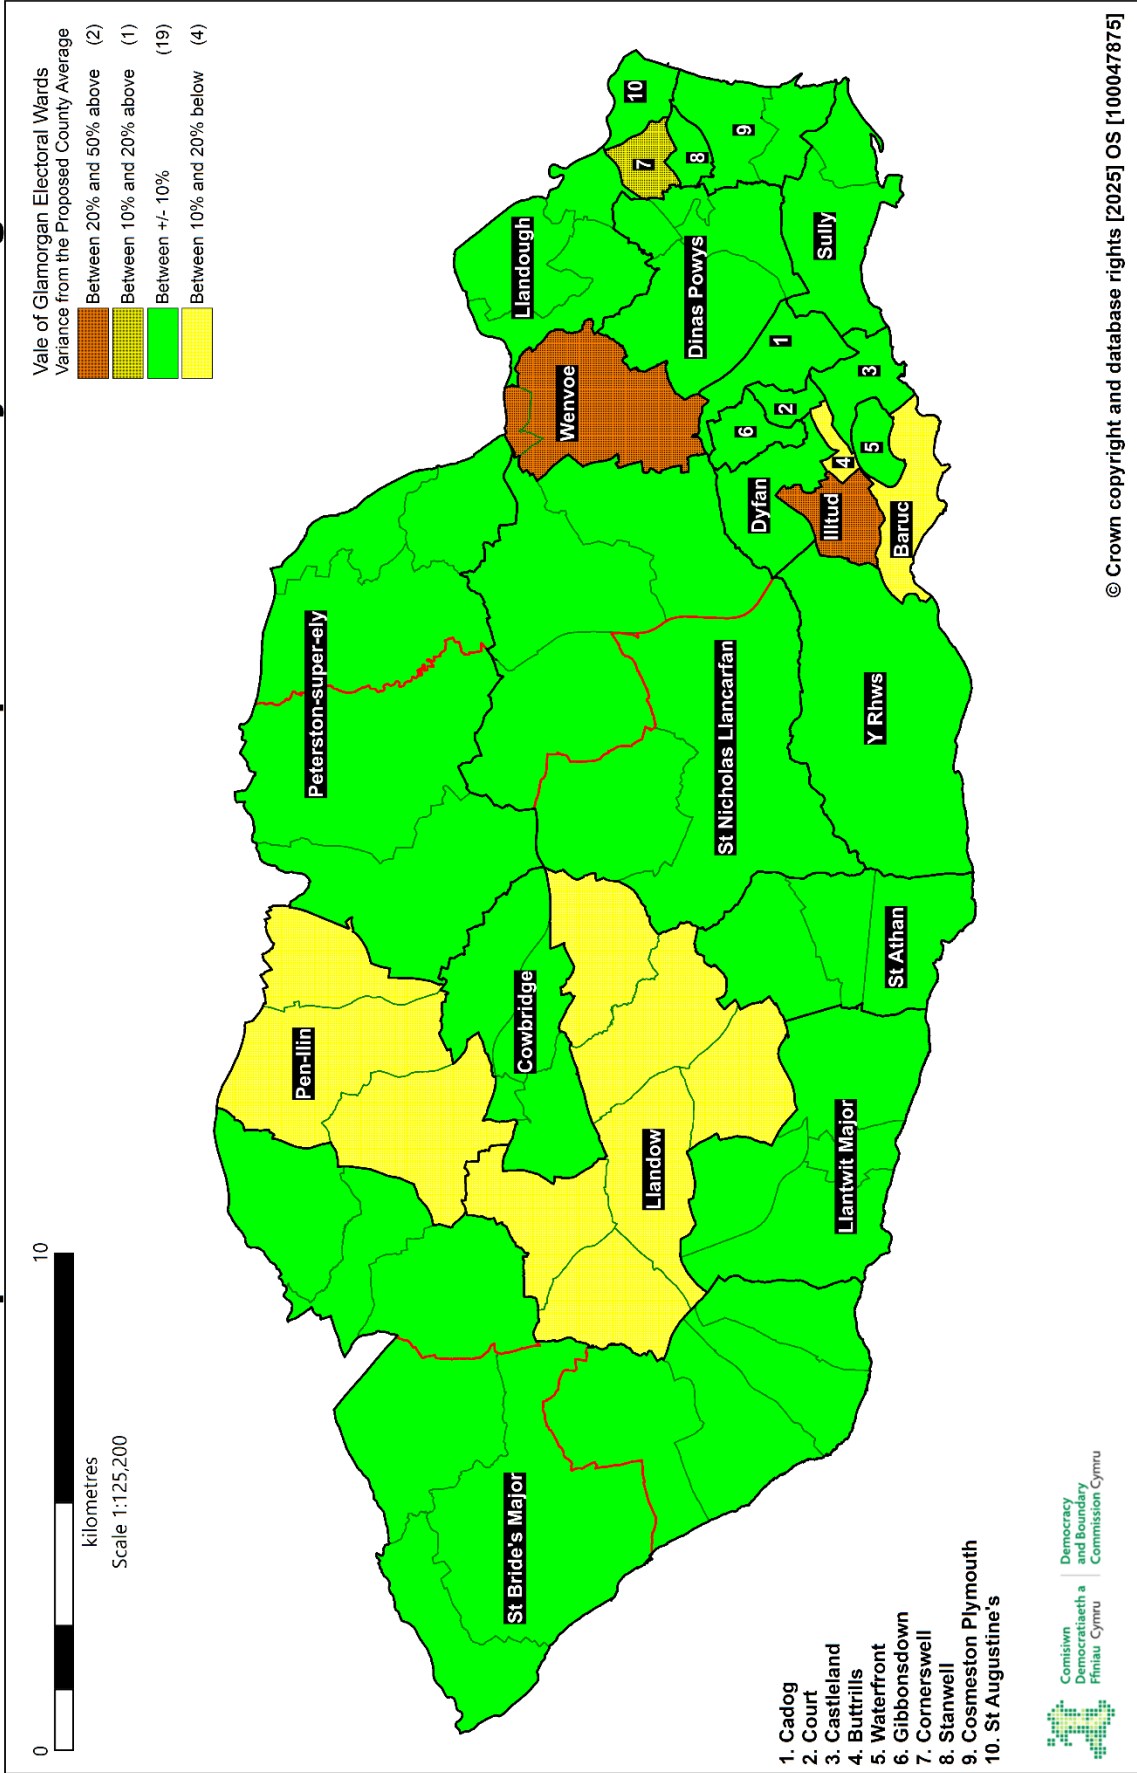 Vale of Glamorgan Electoral Wards
Variance from the Proposed County Average
Between 20% and 50% above (2)
Between 10% and 20% above (1)
Between +/- 10% (19)
Between 10% and 20% below (4)
0 10
kilometres
Scale 1:125,200
Pen-llin
Peterston-super-ely
St Bride's Major
Cowbridge
Wenvoe
Llandough
Llandow
St Nicholas Llancarfan
Dinas Powys
Dyfan
Illtud
Baruc
Sully
Llantwit Major
St Athan
Y Rhws
1
2
3
4
5
6
7
8
9
10
1. Cadog
2. Court
3. Castleland
4. Buttrills
5. Waterfront
6. Gibbonsdown
7. Cornerswell
8. Stanwell
9. Cosmeston Plymouth
10. St Augustine's
Comisiwn
Democratiaeth a
Ffiniau Cymru
Democracy
and Boundary
Commission Cymru
© Crown copyright and database rights [2025] OS [100047875]